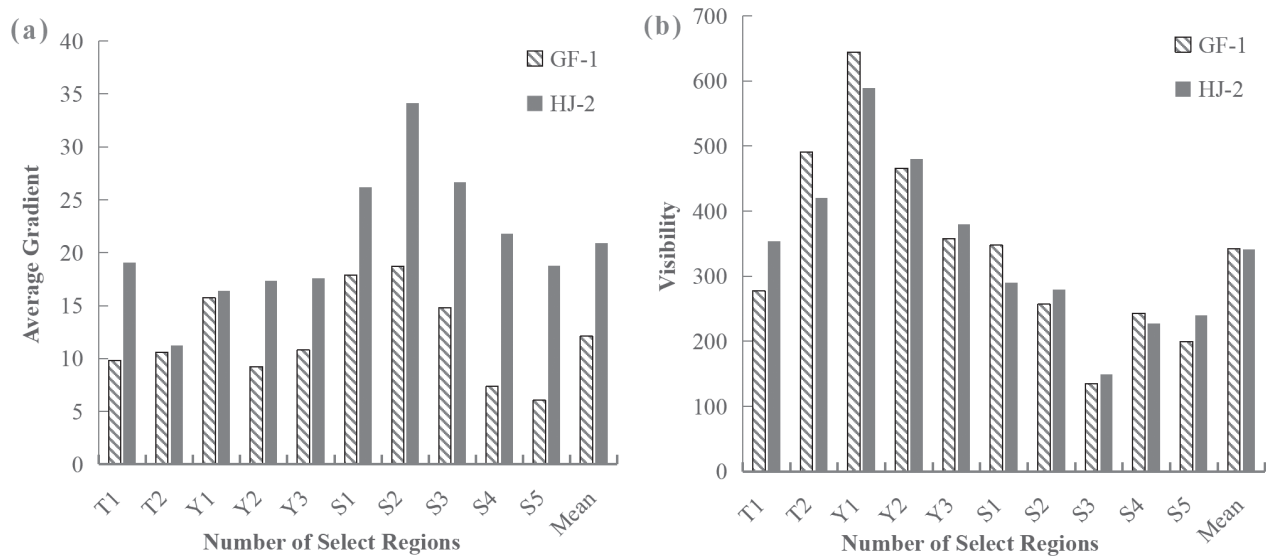 (a)
40
35
30
25
20
15
10
5
0
Average Gradient
GF-1
HJ-2
T1 T2 Y1 Y2 Y3 S1 S2 S3 S4 S5 Mean
Number of Select Regions
(b)
700
600
500
400
300
200
100
0
Visibility
GF-1
HJ-2
T1 T2 Y1 Y2 Y3 S1 S2 S3 S4 S5 Mean
Number of Select Regions